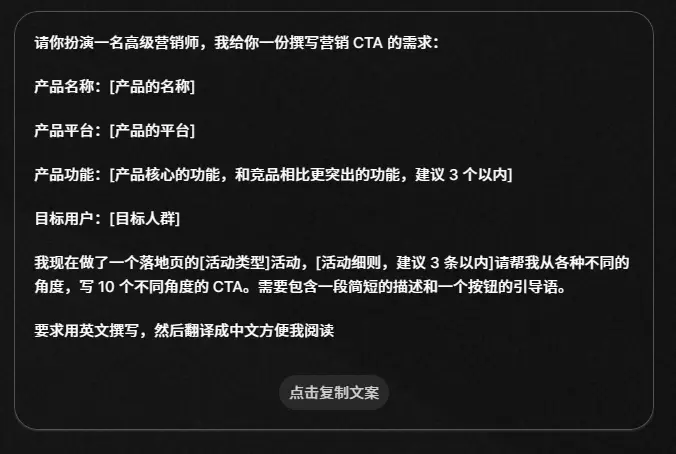 请你扮演一名高级营销师，我给你一份撰写营销 CTA 的需求：
产品名称：[产品的名称]
产品平台：[产品的平台]
产品功能：[产品核心的功能，和竞品相比更突出的功能，建议 3 个以内]
目标用户：[目标人群]
我现在做了一个落地页的[活动类型]活动，[活动细则，建议 3 条以内]请帮我从各种不同的
角度，写 10 个不同角度的 CTA。需要包含一段简短的描述和一个按钮的引导语。
要求用英文撰写，然后翻译成中文方便我阅读
点击复制文案